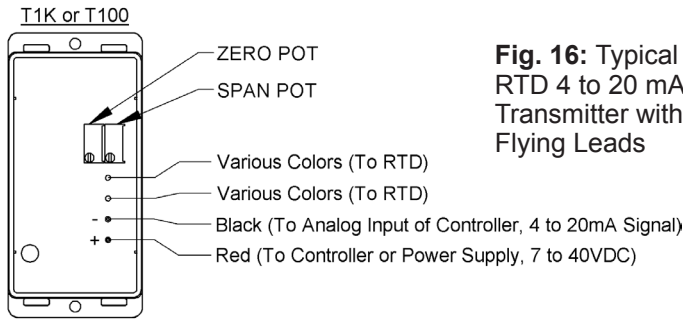 T1K or T100
ZERO POT
SPAN POT
Fig. 16: Typical
RTD 4 to 20 mA
Transmitter with
Flying Leads
Various Colors (To RTD)
Various Colors (To RTD)
- Black (To Analog Input of Controller, 4 to 20mA Signal)
+ Red (To Controller or Power Supply, 7 to 40VDC)